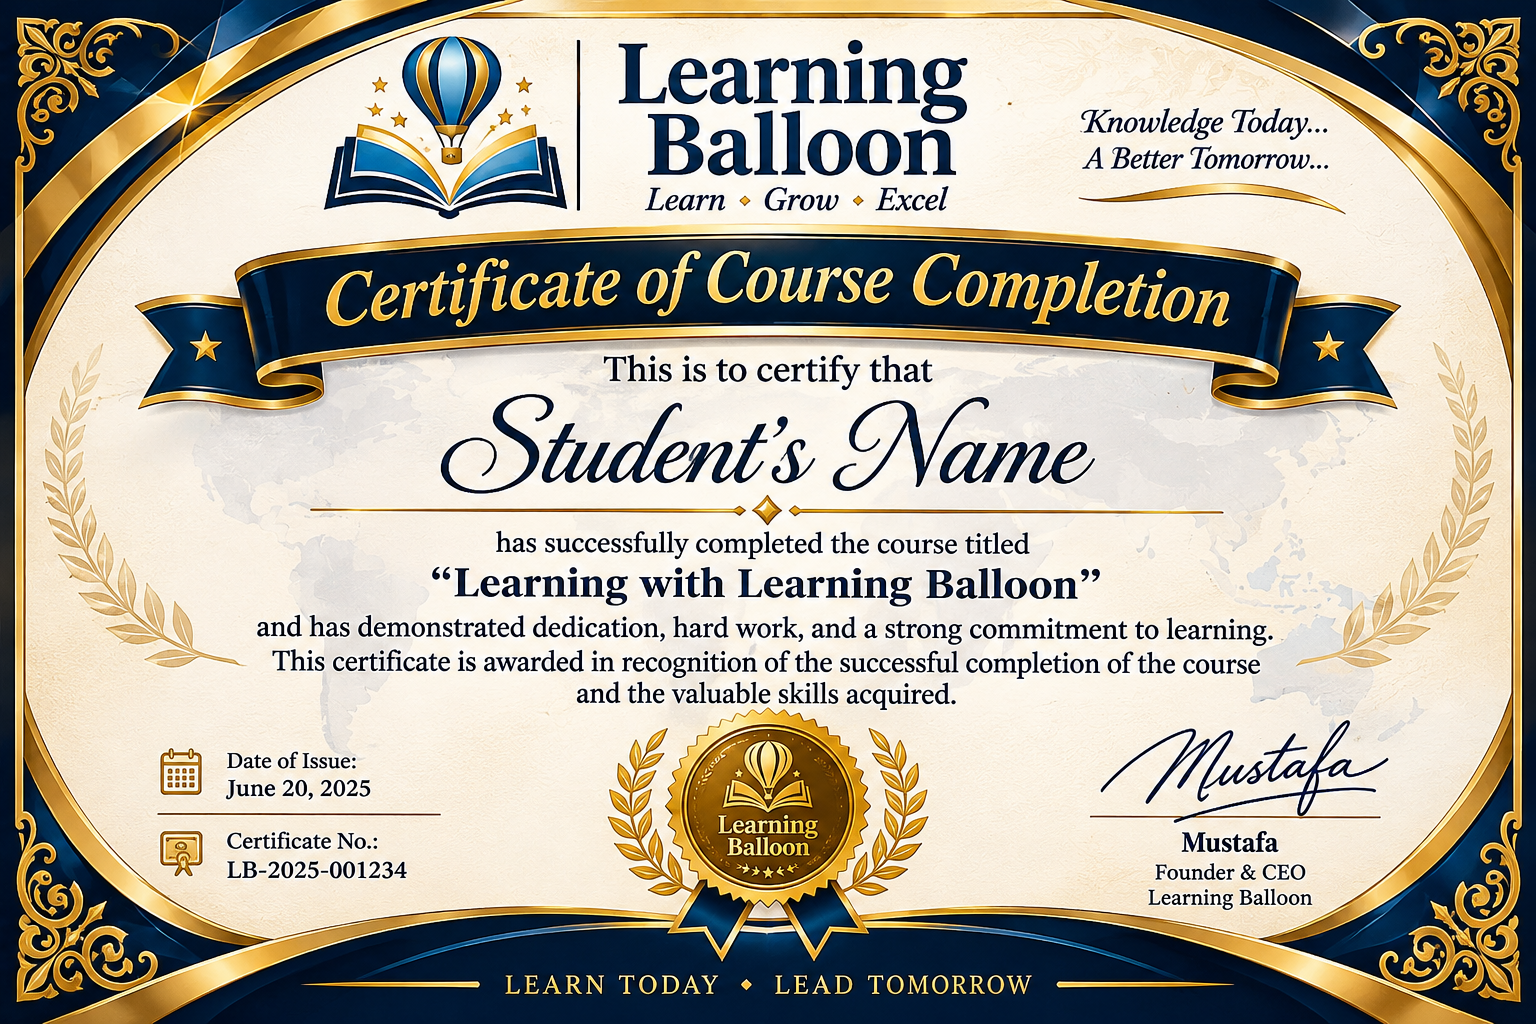 Learning
Balloon
Learn • Grow • Excel
Knowledge Today...
A Better Tomorrow...
Certificate of Course Completion
This is to certify that
Student's Name
has successfully completed the course titled
“Learning with Learning Balloon”
and has demonstrated dedication, hard work, and a strong commitment to learning.
This certificate is awarded in recognition of the successful completion of the course
and the valuable skills acquired.
Date of Issue:
June 20, 2025
Certificate No.:
LB-2025-001234
Learning
Balloon
Mustafa
Mustafa
Founder & CEO
Learning Balloon
LEARN TODAY • LEAD TOMORROW